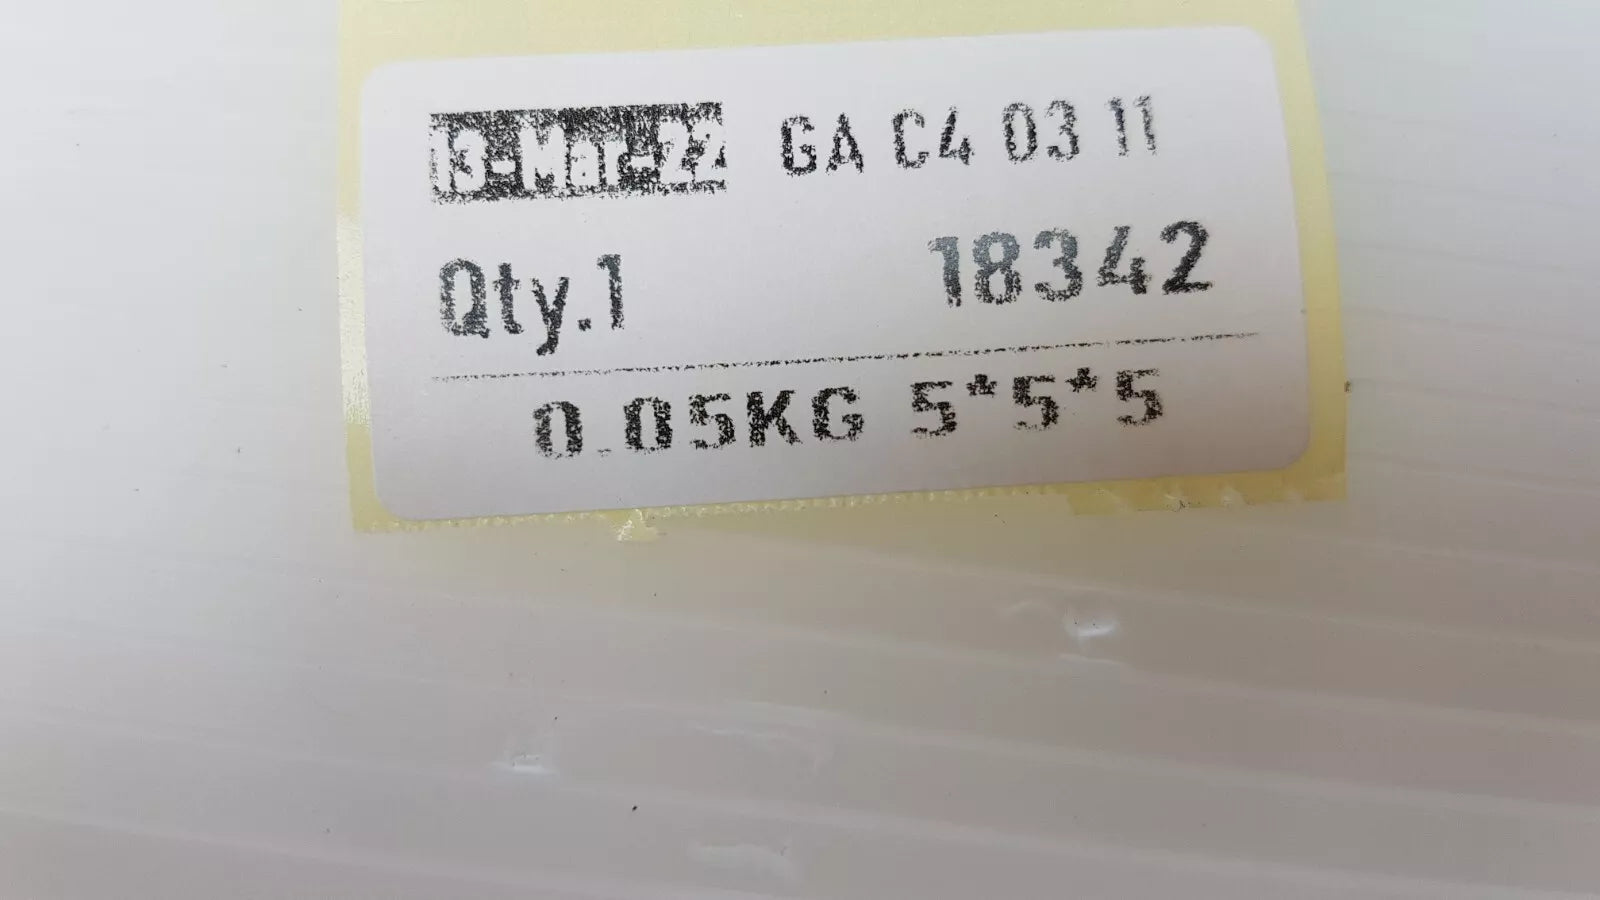 13-Mar-22 GA C4 03 11
Qty.1 18342
0.05KG 5*5*5